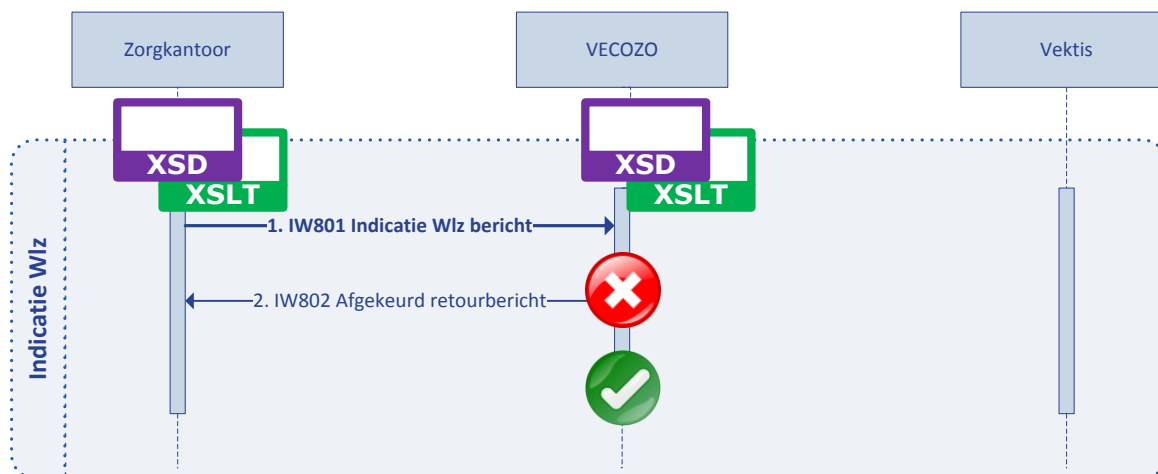 Zorgkantoor
VECOZO
Vektis
XSD
XSLT
XSD
XSLT
1. IW801 Indicatie Wlz bericht
2. IW802 Afgekeurd retourbericht
Indicatie Wlz